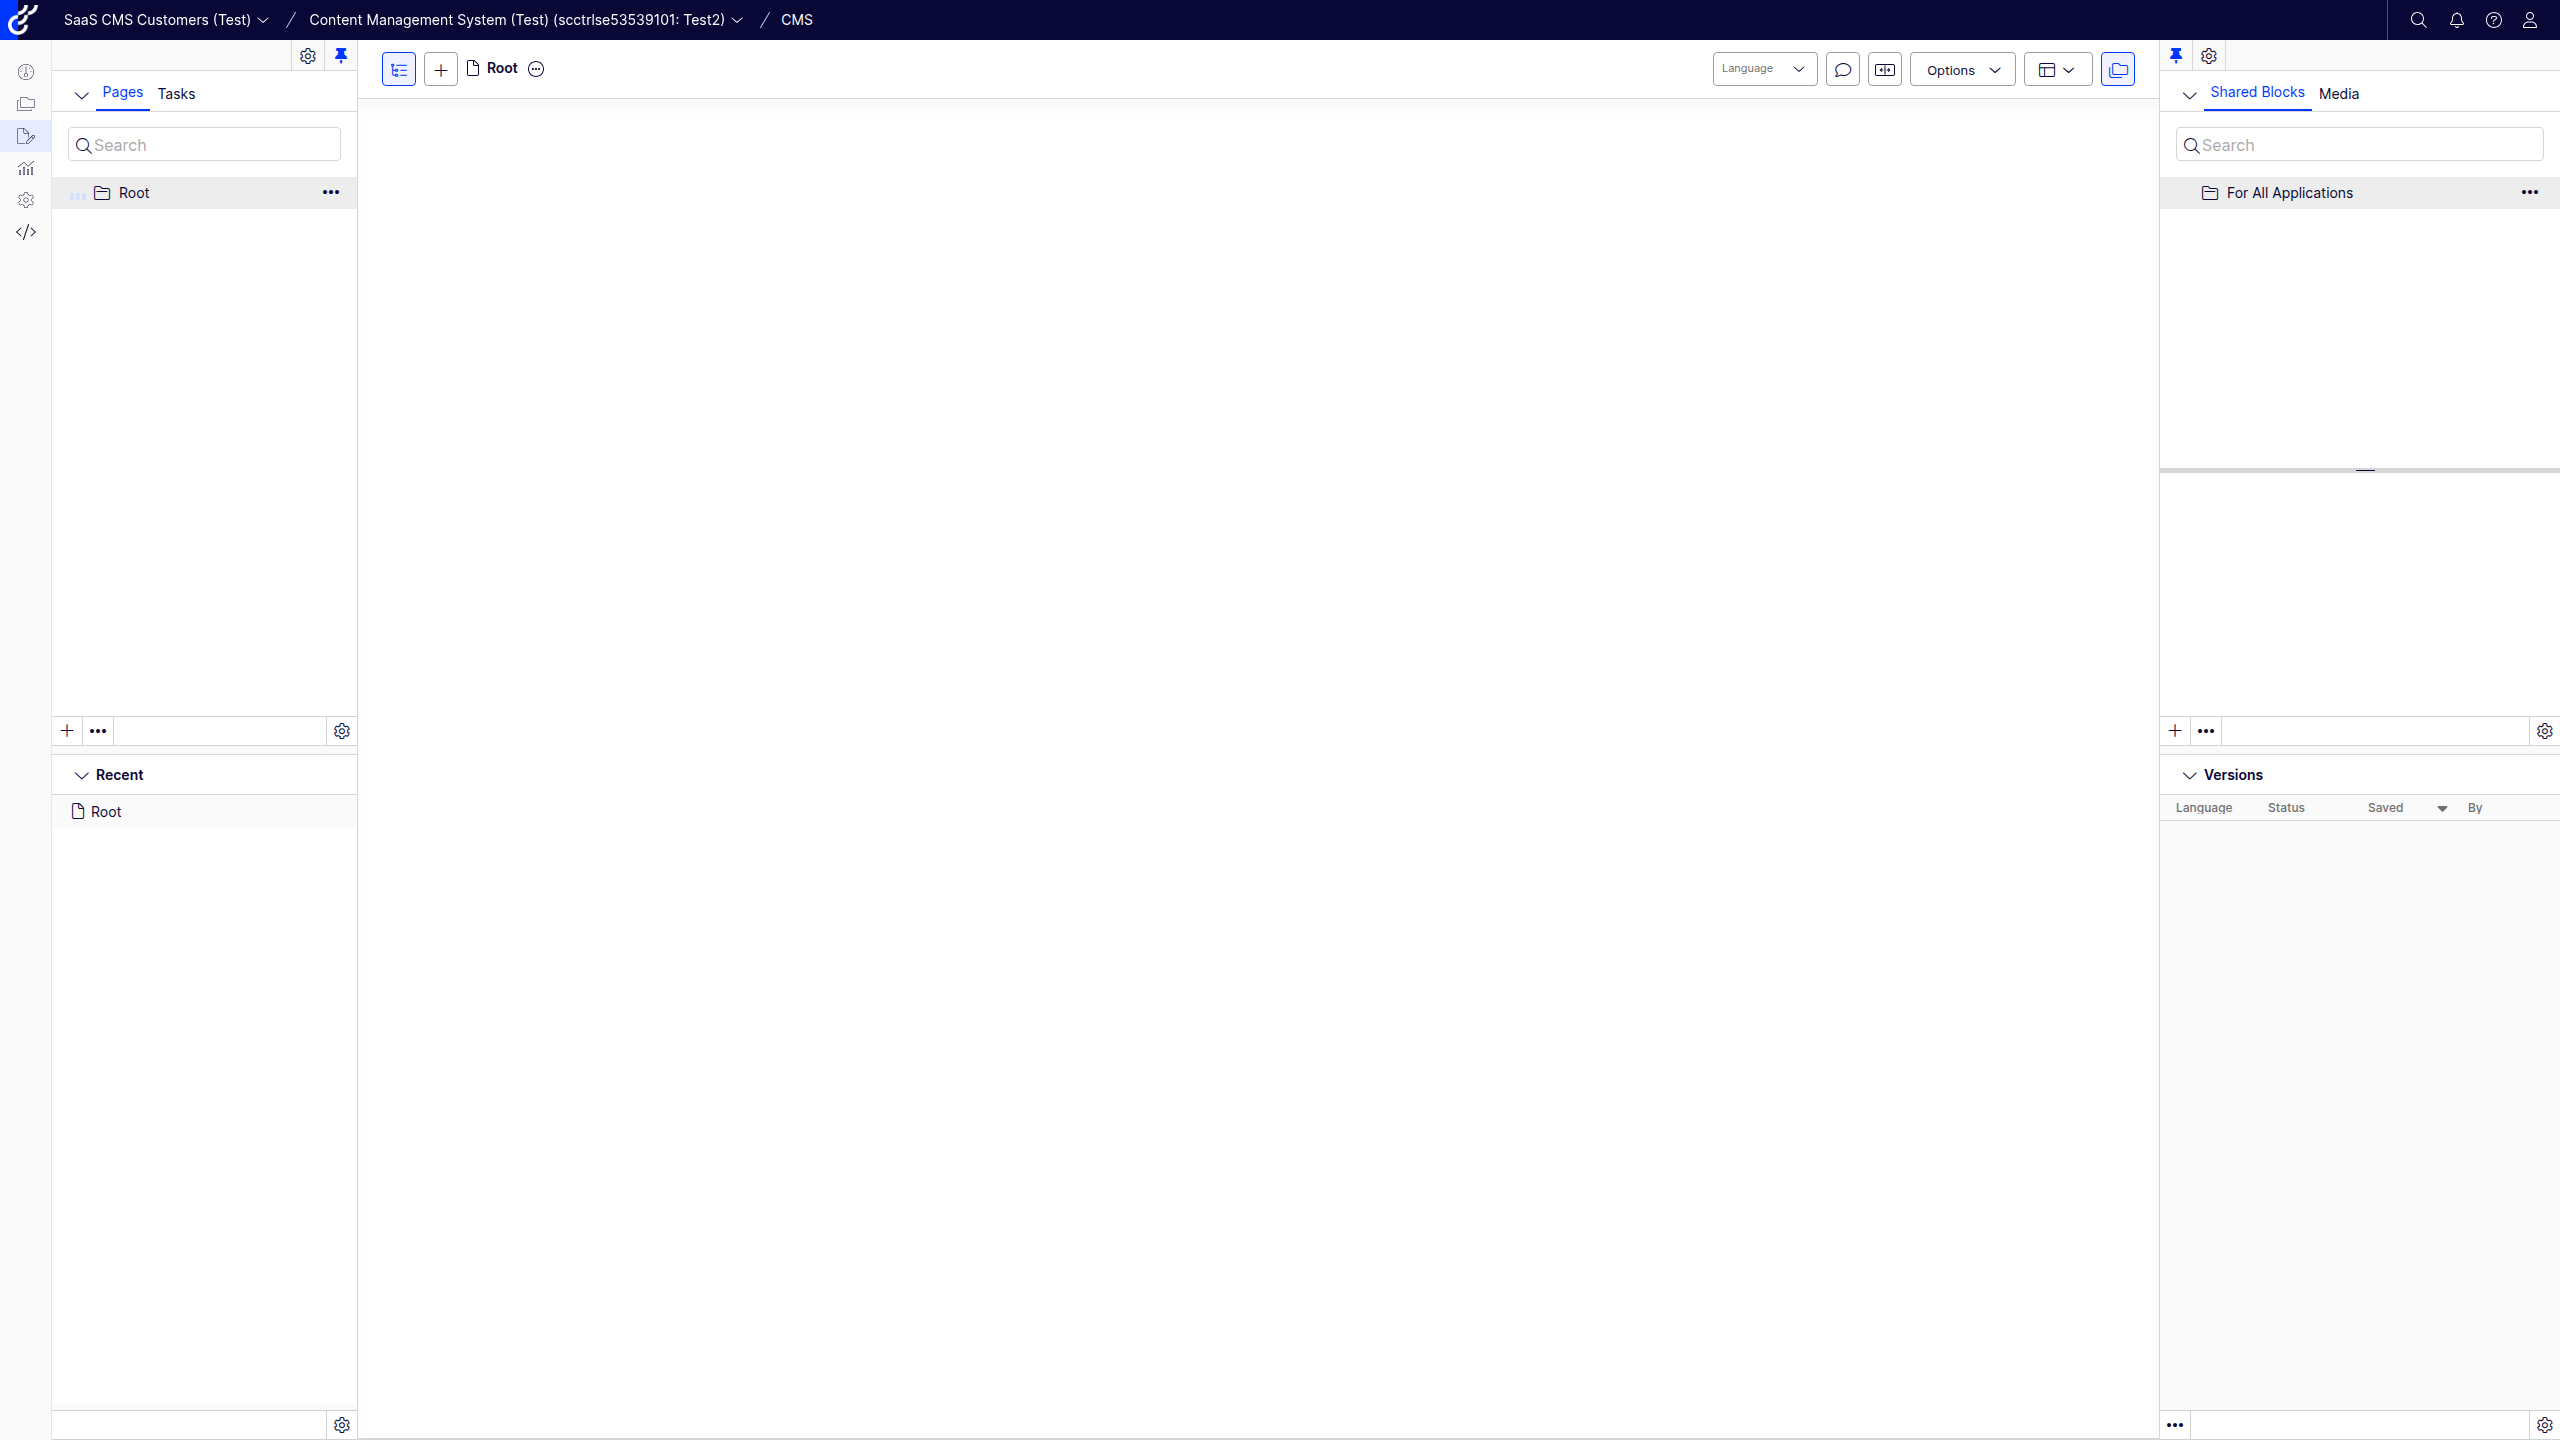 SaaS CMS Customers (Test) / Content Management System (Test) (scctrlse53539101: Test2) / CMS
Pages Tasks
Search
Root
Recent
Root
Root
Language
Options
Shared Blocks Media
Search
For All Applications
Versions
Language Status Saved By